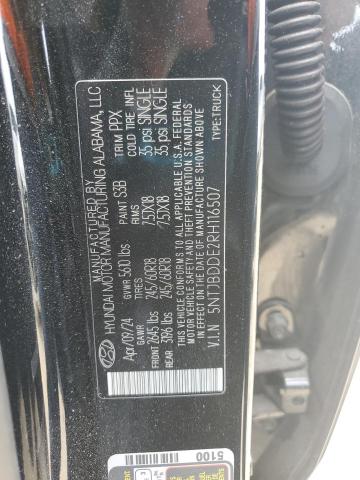 MANUFACTURED BY
HYUNDAI MOTOR MANUFACTURING ALABAMA, LLC
Apr/09/24 GVWR 5610 lbs PAINT S3B TRIM PPX
GAWR TIRES COLD TIRE INFL
FRONT 2645 lbs 245/60R18 7.5JX18 35 psi SINGLE
REAR 3196 lbs 245/60R18 7.5JX18 35 psi SINGLE
THIS VEHICLE CONFORMS TO ALL APPLICABLE U.S.A. FEDERAL
MOTOR VEHICLE SAFETY AND THEFT PREVENTION STANDARDS
IN EFFECT ON THE DATE OF MANUFACTURE SHOWN ABOVE
V.I.N 5NTJBDDE2RH116507 TYPE:TRUCK
5100